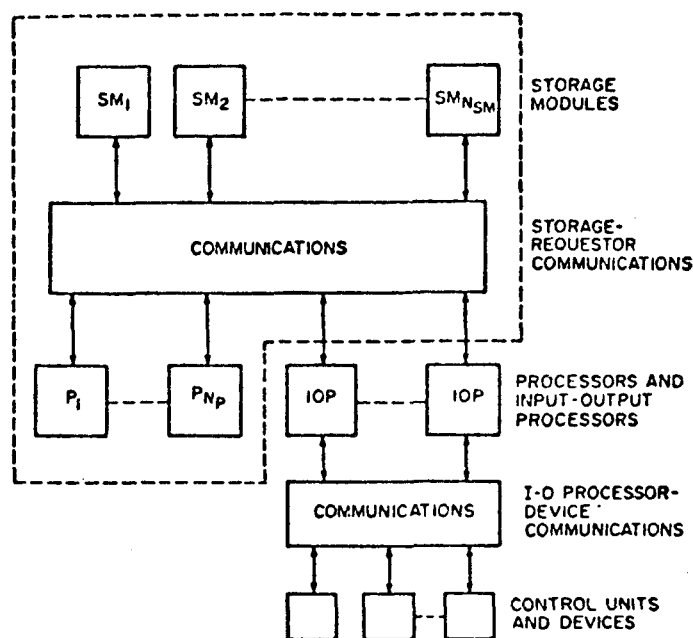 SM1
SM2
SMNSM
STORAGE
MODULES
COMMUNICATIONS
STORAGE-
REQUESTOR
COMMUNICATIONS
P1
PNP
IOP
IOP
PROCESSORS AND
INPUT-OUTPUT
PROCESSORS
COMMUNICATIONS
I-O PROCESSOR-
DEVICE
COMMUNICATIONS
CONTROL UNITS
AND DEVICES